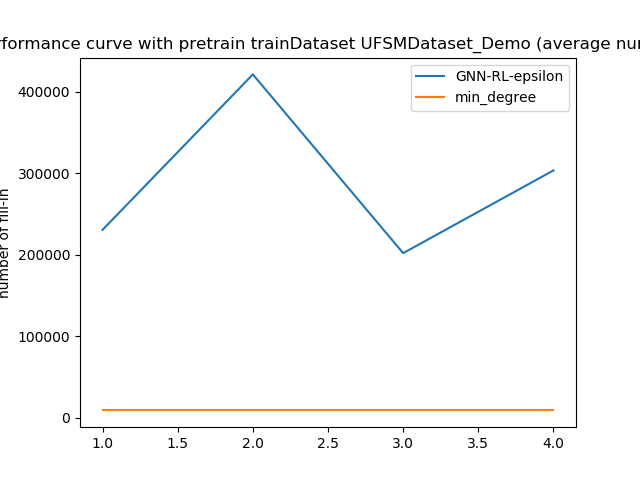 rformance curve with pretrain trainDataset UFSMDataset_Demo (average num
GNN-RL-epsilon
min_degree
number of fill-in
400000
300000
200000
100000
0
1.0 1.5 2.0 2.5 3.0 3.5 4.0